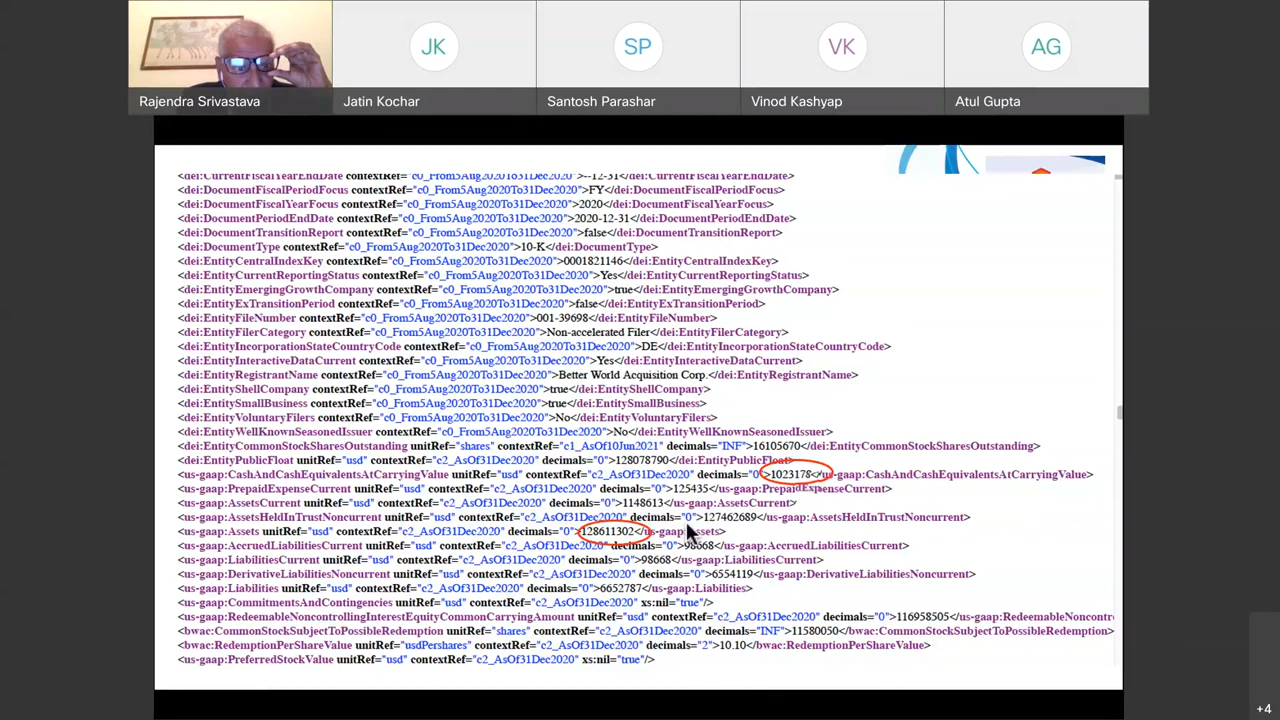 JK
SP
VK
AG
Rajendra Srivastava
Jatin Kochar
Santosh Parashar
Vinod Kashyap
Atul Gupta
<dei:CurrentFiscalYearEndDate contextRef="c0_From5Aug2020To31Dec2020">--12-31</dei:CurrentFiscalYearEndDate>
<dei:DocumentFiscalPeriodFocus contextRef="c0_From5Aug2020To31Dec2020">FY</dei:DocumentFiscalPeriodFocus>
<dei:DocumentFiscalYearFocus contextRef="c0_From5Aug2020To31Dec2020">2020</dei:DocumentFiscalYearFocus>
<dei:DocumentPeriodEndDate contextRef="c0_From5Aug2020To31Dec2020">2020-12-31</dei:DocumentPeriodEndDate>
<dei:DocumentTransitionReport contextRef="c0_From5Aug2020To31Dec2020">false</dei:DocumentTransitionReport>
<dei:DocumentType contextRef="c0_From5Aug2020To31Dec2020">10-K</dei:DocumentType>
<dei:EntityCentralIndexKey contextRef="c0_From5Aug2020To31Dec2020">0001821146</dei:EntityCentralIndexKey>
<dei:EntityCurrentReportingStatus contextRef="c0_From5Aug2020To31Dec2020">Yes</dei:EntityCurrentReportingStatus>
<dei:EntityEmergingGrowthCompany contextRef="c0_From5Aug2020To31Dec2020">true</dei:EntityEmergingGrowthCompany>
<dei:EntityExTransitionPeriod contextRef="c0_From5Aug2020To31Dec2020">false</dei:EntityExTransitionPeriod>
<dei:EntityFileNumber contextRef="c0_From5Aug2020To31Dec2020">001-39698</dei:EntityFileNumber>
<dei:EntityFilerCategory contextRef="c0_From5Aug2020To31Dec2020">Non-accelerated Filer</dei:EntityFilerCategory>
<dei:EntityIncorporationStateCountryCode contextRef="c0_From5Aug2020To31Dec2020">DE</dei:EntityIncorporationStateCountryCode>
<dei:EntityInteractiveDataCurrent contextRef="c0_From5Aug2020To31Dec2020">Yes</dei:EntityInteractiveDataCurrent>
<dei:EntityRegistrantName contextRef="c0_From5Aug2020To31Dec2020">Better World Acquisition Corp.</dei:EntityRegistrantName>
<dei:EntityShellCompany contextRef="c0_From5Aug2020To31Dec2020">true</dei:EntityShellCompany>
<dei:EntitySmallBusiness contextRef="c0_From5Aug2020To31Dec2020">true</dei:EntitySmallBusiness>
<dei:EntityVoluntaryFilers contextRef="c0_From5Aug2020To31Dec2020">No</dei:EntityVoluntaryFilers>
<dei:EntityWellKnownSeasonedIssuer contextRef="c0_From5Aug2020To31Dec2020">No</dei:EntityWellKnownSeasonedIssuer>
<dei:EntityCommonStockSharesOutstanding unitRef="shares" contextRef="c1_AsOf10Jun2021" decimals="INF">16105670</dei:EntityCommonStockSharesOutstanding>
<dei:EntityPublicFloat unitRef="usd" contextRef="c2_AsOf31Dec2020" decimals="0">128078790</dei:EntityPublicFloat>
<us-gaap:CashAndCashEquivalentsAtCarryingValue unitRef="usd" contextRef="c2_AsOf31Dec2020" decimals="0">1023178</us-gaap:CashAndCashEquivalentsAtCarryingValue>
<us-gaap:PrepaidExpenseCurrent unitRef="usd" contextRef="c2_AsOf31Dec2020" decimals="0">125435</us-gaap:PrepaidExpenseCurrent>
<us-gaap:AssetsCurrent unitRef="usd" contextRef="c2_AsOf31Dec2020" decimals="0">1148613</us-gaap:AssetsCurrent>
<us-gaap:AssetsHeldInTrustNoncurrent unitRef="usd" contextRef="c2_AsOf31Dec2020" decimals="0">127462689</us-gaap:AssetsHeldInTrustNoncurrent>
<us-gaap:Assets unitRef="usd" contextRef="c2_AsOf31Dec2020" decimals="0">128611302</us-gaap:Assets>
<us-gaap:AccruedLiabilitiesCurrent unitRef="usd" contextRef="c2_AsOf31Dec2020" decimals="0">98668</us-gaap:AccruedLiabilitiesCurrent>
<us-gaap:LiabilitiesCurrent unitRef="usd" contextRef="c2_AsOf31Dec2020" decimals="0">98668</us-gaap:LiabilitiesCurrent>
<us-gaap:DerivativeLiabilitiesNoncurrent unitRef="usd" contextRef="c2_AsOf31Dec2020" decimals="0">6554119</us-gaap:DerivativeLiabilitiesNoncurrent>
<us-gaap:Liabilities unitRef="usd" contextRef="c2_AsOf31Dec2020" decimals="0">6652787</us-gaap:Liabilities>
<us-gaap:CommitmentsAndContingencies unitRef="usd" contextRef="c2_AsOf31Dec2020" xs:nil="true"/>
<us-gaap:RedeemableNoncontrollingInterestEquityCommonCarryingAmount unitRef="usd" contextRef="c2_AsOf31Dec2020" decimals="0">116958505</us-gaap:RedeemableNoncontro
<bwac:CommonStockSubjectToPossibleRedemption unitRef="shares" contextRef="c2_AsOf31Dec2020" decimals="INF">11580050</bwac:CommonStockSubjectToPossibleRedemption>
<bwac:RedemptionPerShareValue unitRef="usdPershares" contextRef="c2_AsOf31Dec2020" decimals="2">10.10</bwac:RedemptionPerShareValue>
<us-gaap:PreferredStockValue unitRef="usd" contextRef="c2_AsOf31Dec2020" xs:nil="true"/>
+4